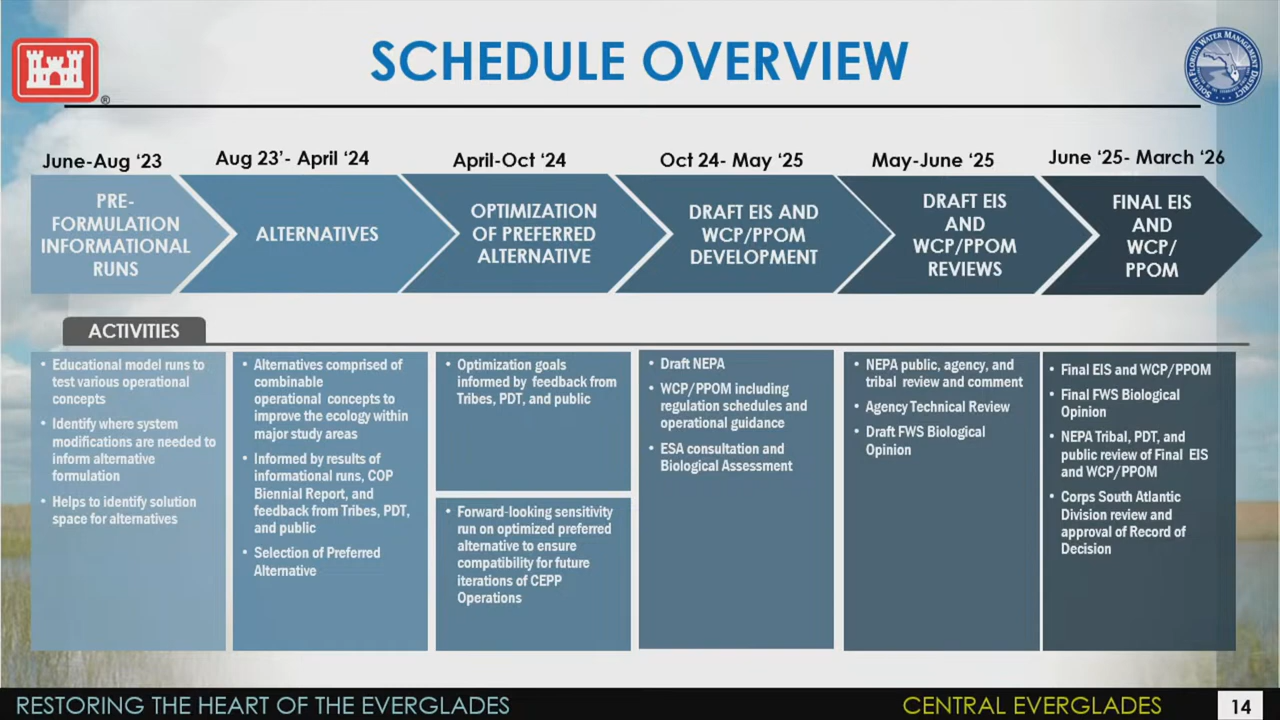 SCHEDULE OVERVIEW
®
SOUTH FLORIDA WATER MANAGEMENT DISTRICT
June-Aug ‘23
Aug 23’- April ‘24
April-Oct ‘24
Oct 24- May ‘25
May-June ‘25
June ‘25- March ‘26
PRE-
FORMULATION
INFORMATIONAL
RUNS
ALTERNATIVES
OPTIMIZATION
OF PREFERRED
ALTERNATIVE
DRAFT EIS AND
WCP/PPOM
DEVELOPMENT
DRAFT EIS
AND
WCP/PPOM
REVIEWS
FINAL EIS
AND
WCP/
PPOM
ACTIVITIES
• Educational model runs to
test various operational
concepts
• Identify where system
modifications are needed to
inform alternative
formulation
• Helps to identify solution
space for alternatives
• Alternatives comprised of
combinable
operational concepts to
improve the ecology within
major study areas
• Informed by results of
informational runs, COP
Biennial Report, and
feedback from Tribes, PDT,
and public
• Selection of Preferred
Alternative
• Optimization goals
informed by feedback from
Tribes, PDT, and public
• Forward-looking sensitivity
run on optimized preferred
alternative to ensure
compatibility for future
iterations of CEPP
Operations
• Draft NEPA
• WCP/PPOM including
regulation schedules and
operational guidance
• ESA consultation and
Biological Assessment
• NEPA public, agency, and
tribal review and comment
• Agency Technical Review
• Draft FWS Biological
Opinion
• Final EIS and WCP/PPOM
• Final FWS Biological
Opinion
• NEPA Tribal, PDT, and
public review of Final EIS
and WCP/PPOM
• Corps South Atlantic
Division review and
approval of Record of
Decision
RESTORING THE HEART OF THE EVERGLADES
CENTRAL EVERGLADES
14